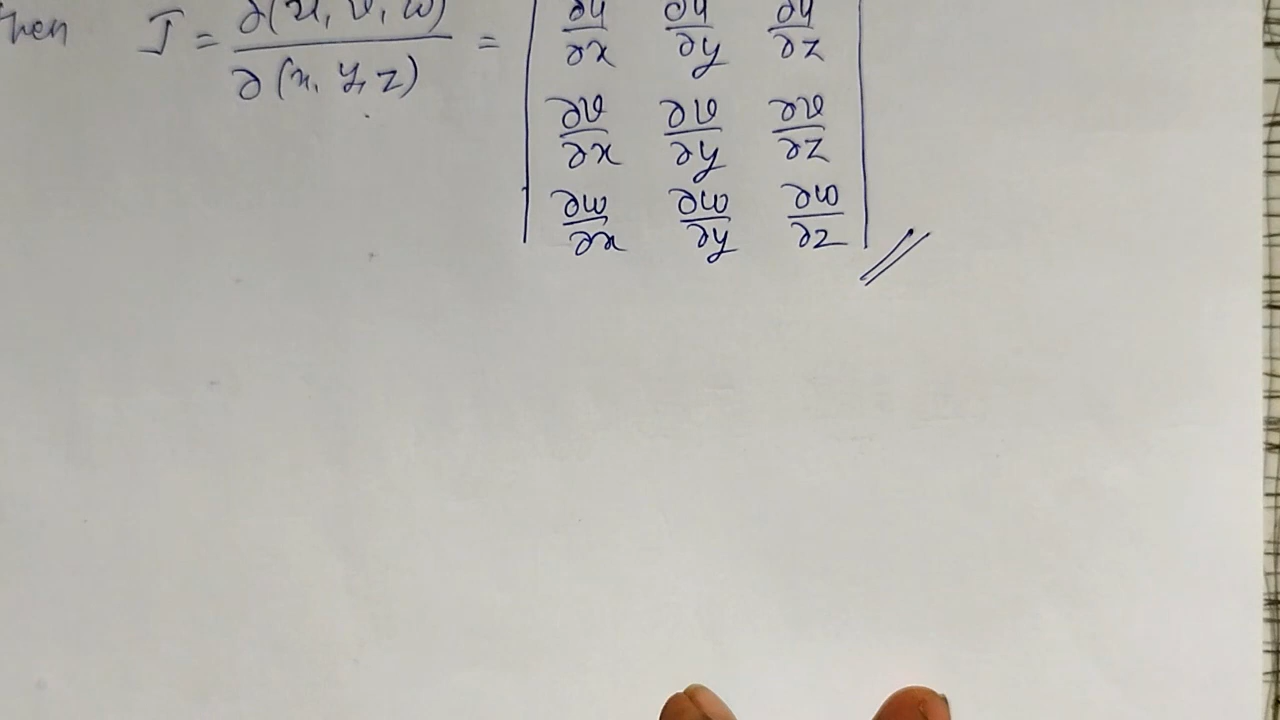 Then J = ∂(u, v, w) / ∂(x, y, z) = | ∂u/∂x ∂u/∂y ∂u/∂z |
| ∂v/∂x ∂v/∂y ∂v/∂z |
| ∂w/∂x ∂w/∂y ∂w/∂z | //